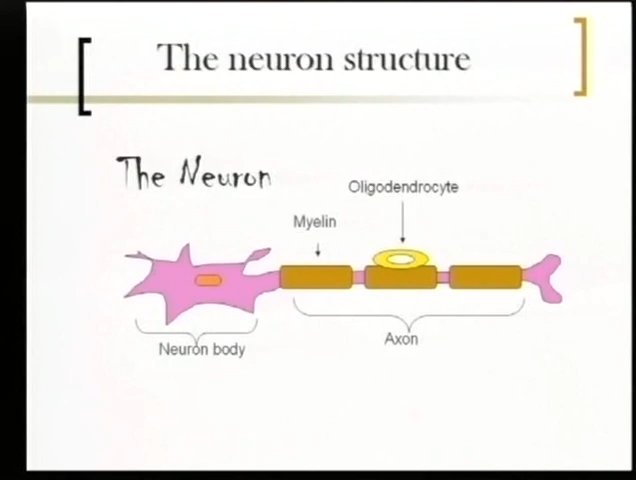 The neuron structure
The Neuron
Oligodendrocyte
Myelin
Axon
Neuron body